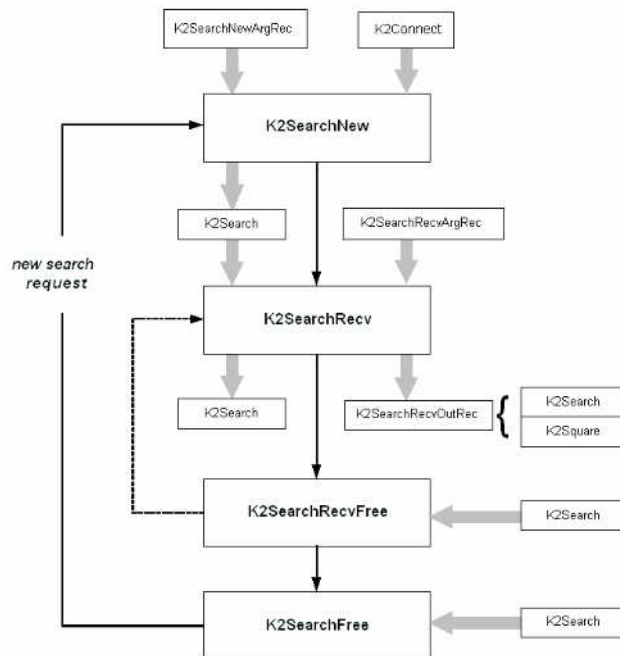 K2SearchNewArgRec
K2Connect
K2SearchNew
K2Search
K2SearchRecvArgRec
new search
request
K2SearchRecv
K2Search
K2SearchRecvOutRec
{
K2Search
K2Square
K2SearchRecvFree
K2Search
K2SearchFree
K2Search